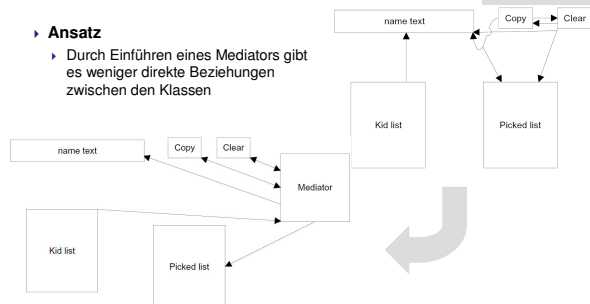 Ansatz
Durch Einführen eines Mediators gibt
es weniger direkte Beziehungen
zwischen den Klassen
name text
Copy
Clear
Kid list
Picked list
name text
Copy
Clear
Mediator
Kid list
Picked list